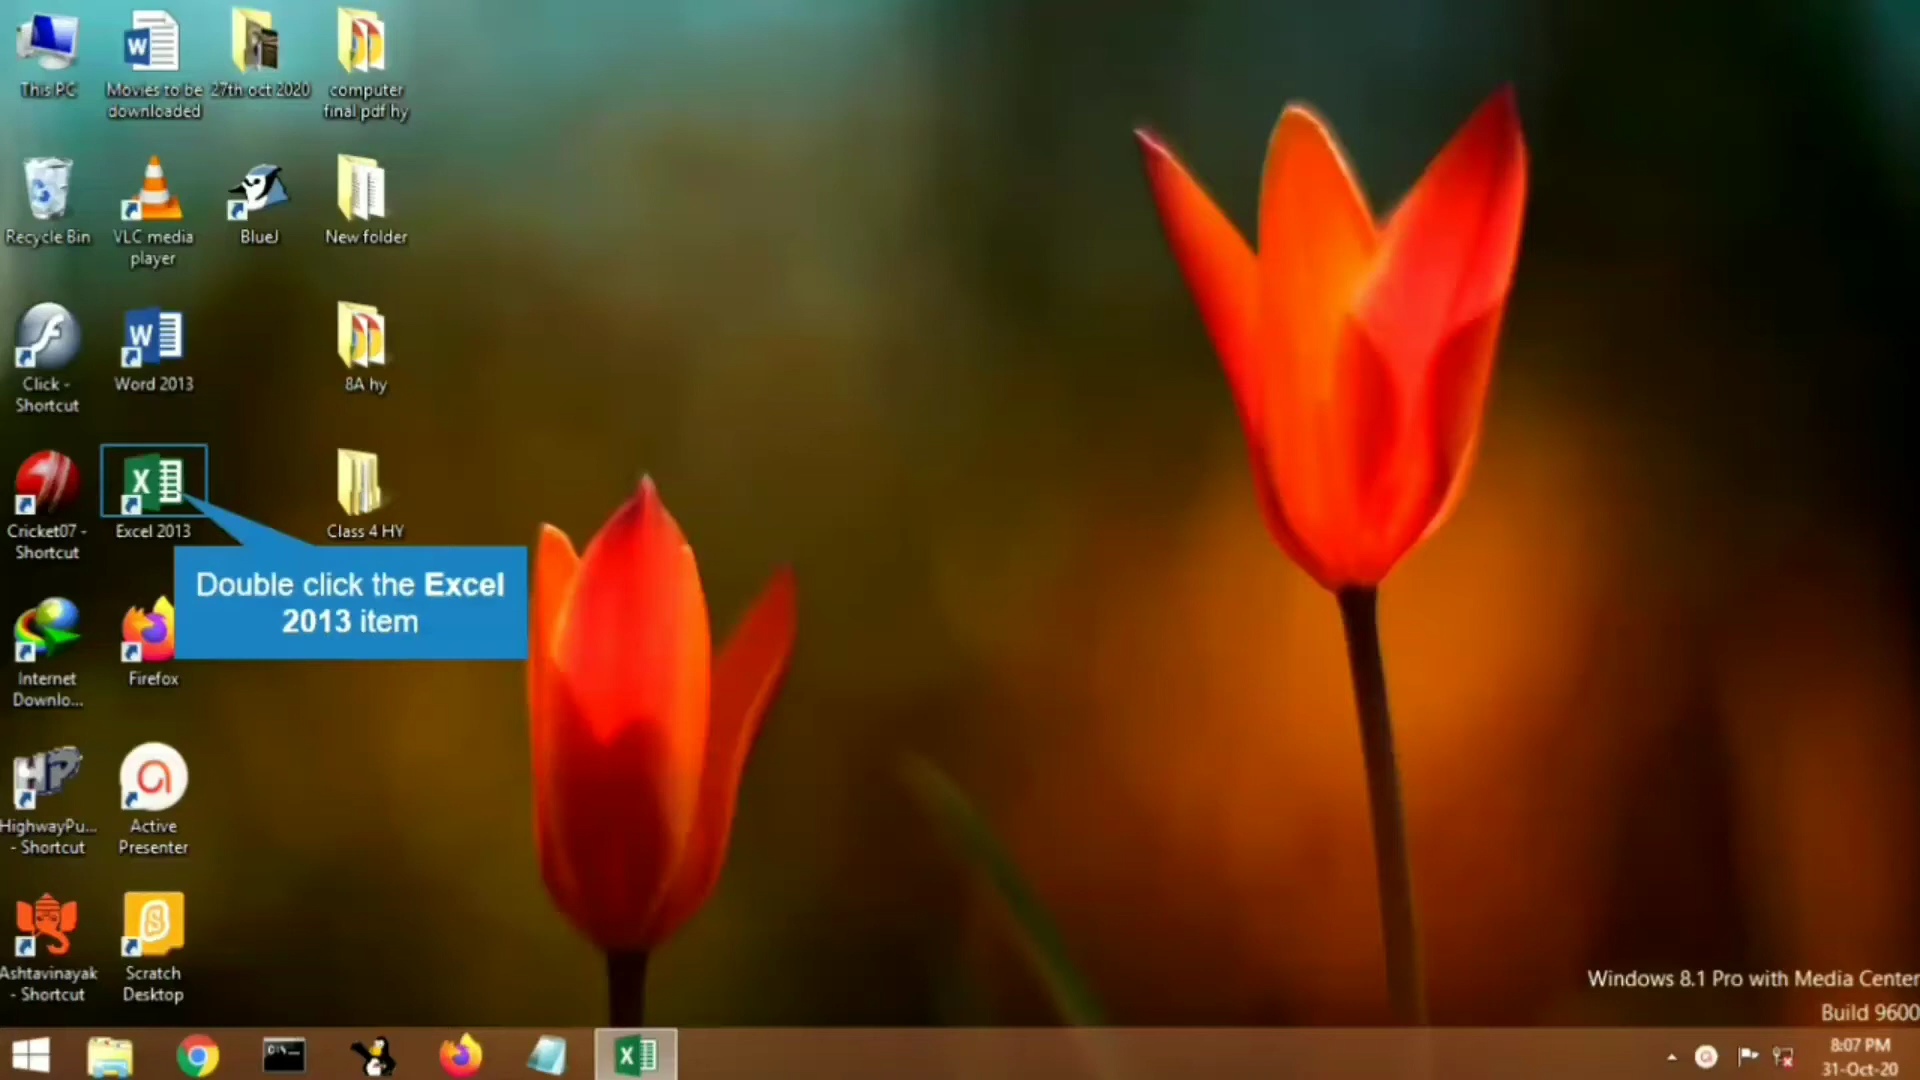 This PC
Movies to be
downloaded
27th oct 2020
computer
final pdf hy
Recycle Bin
VLC media
player
BlueJ
New folder
Click -
Shortcut
Word 2013
8A hy
Cricket07 -
Shortcut
Excel 2013
Class 4 HY
Double click the Excel
2013 item
Internet
Downlo...
Firefox
HighwayPu...
- Shortcut
Active
Presenter
Ashtavinayak
- Shortcut
Scratch
Desktop
Windows 8.1 Pro with Media Center
Build 9600
8:07 PM
31-Oct-20